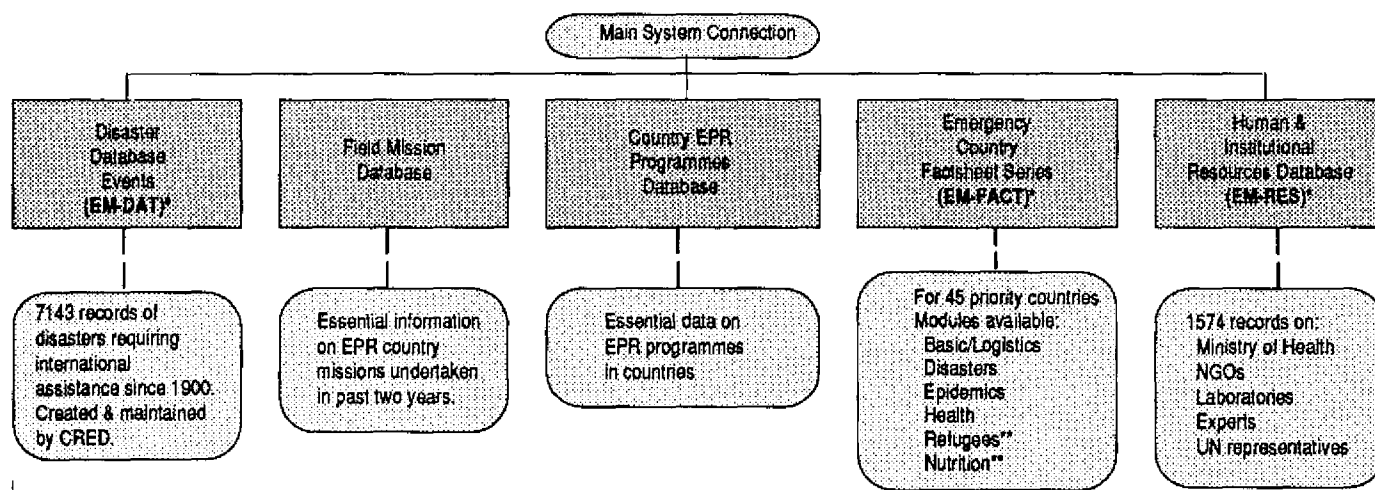 Main System Connection
Disaster
Database
Events
(EM-DAT)*
Field Mission
Database
Country EPR
Programmes
Database
Emergency
Country
Factsheet Series
(EM-FACT)*
Human &
Institutional
Resources Database
(EM-RES)*
7143 records of
disasters requiring
international
assistance since 1900.
Created & maintained
by CRED.
Essential information
on EPR country
missions undertaken
in past two years.
Essential data on
EPR programmes
in countries
For 45 priority countries
Modules available:
Basic/Logistics
Disasters
Epidemics
Health
Refugees**
Nutrition**
1574 records on:
Ministry of Health
NGOs
Laboratories
Experts
UN representatives